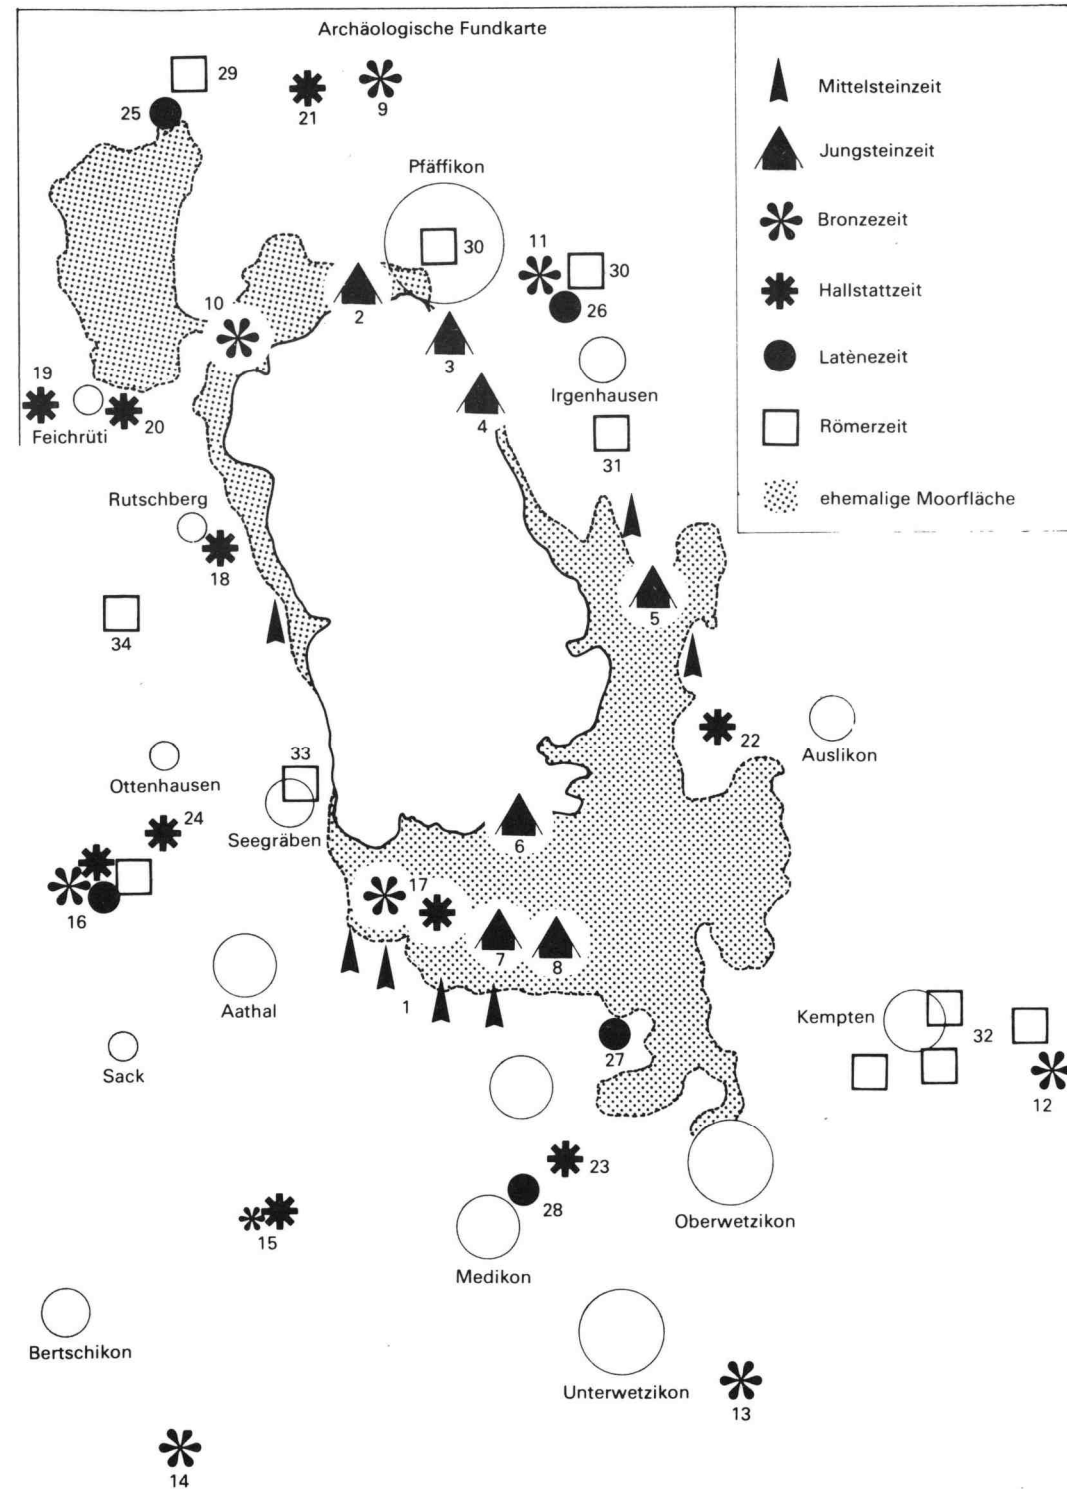 Archäologische Fundkarte
29
25
21
9
Pfäffikon
30
11
30
26
10
2
3
4
Irgenhausen
31
19
20
Feichrüti
Rutschberg
18
34
5
22
Auslikon
33
Ottenhausen
Seegräben
24
6
17
16
7
8
1
Aathal
27
Kempten
32
12
Sack
23
28
15
Oberwetzikon
Medikon
Bertschikon
Unterwetzikon
13
14
Mittelsteinzeit
Jungsteinzeit
Bronzezeit
Hallstattzeit
Latènezeit
Römerzeit
ehemalige Moorfläche